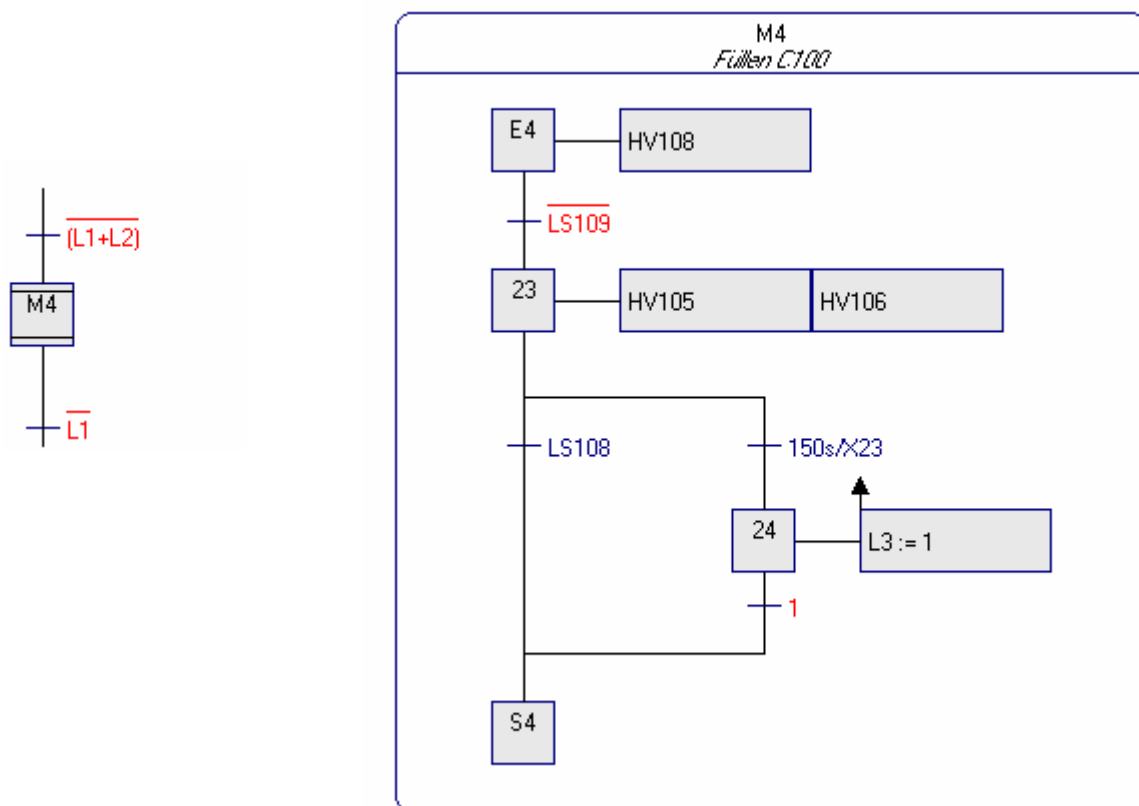 (L1+L2)
M4
L1
M4
Füllen C100
E4
HV108
LS109
23
HV105
HV106
LS108
150s/X23
24
L3 := 1
1
S4